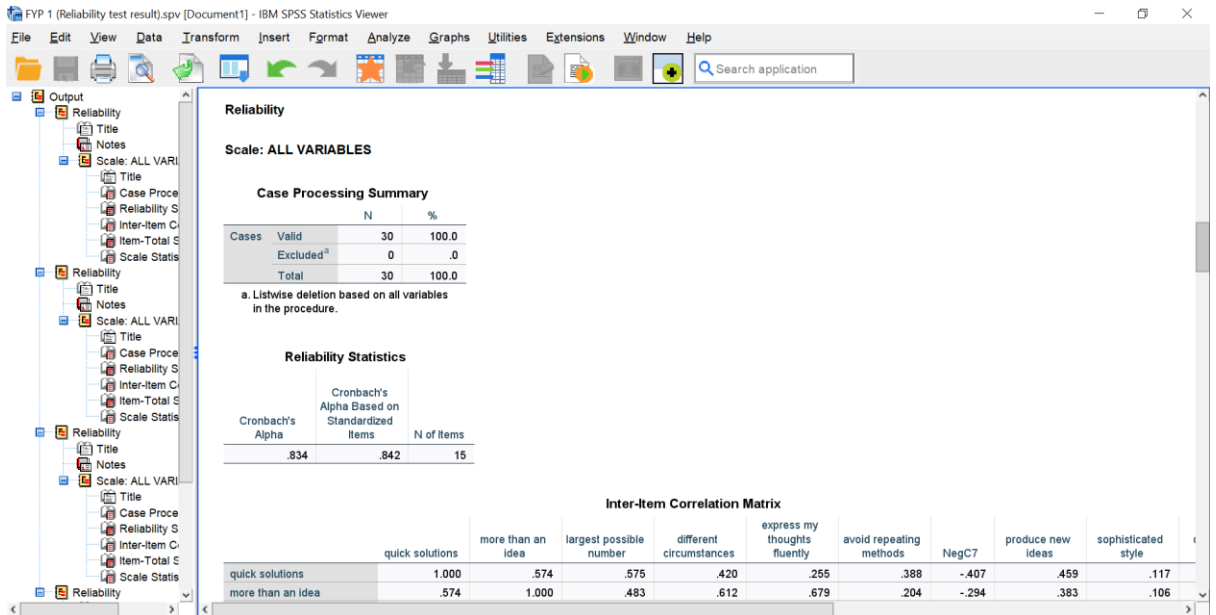 FYP 1 (Reliability test result).spv [Document1] - IBM SPSS Statistics Viewer
File Edit View Data Transform Insert Format Analyze Graphs Utilities Extensions Window Help
Search application
Output
Reliability
Title
Notes
Scale: ALL VARI
Title
Case Proce
Reliability S
Inter-Item C
Item-Total S
Scale Statis
Reliability
Title
Notes
Scale: ALL VARI
Title
Case Proce
Reliability S
Inter-Item C
Item-Total S
Scale Statis
Reliability
Title
Notes
Scale: ALL VARI
Title
Case Proce
Reliability S
Inter-Item C
Item-Total S
Scale Statis
Reliability
Reliability
Scale: ALL VARIABLES
Case Processing Summary
N %
Cases Valid 30 100.0
Excluded^a 0 .0
Total 30 100.0
a. Listwise deletion based on all variables
in the procedure.
Reliability Statistics
Cronbach's
Alpha
Cronbach's
Alpha Based on
Standardized
Items
N of Items
.834 .842 15
Inter-Item Correlation Matrix
quick solutions
more than an
idea
largest possible
number
different
circumstances
express my
thoughts
fluently
avoid repeating
methods
NegC7
produce new
ideas
sophisticated
style
quick solutions 1.000 .574 .575 .420 .255 .388 -.407 .459 .117
more than an idea .574 1.000 .483 .612 .679 .204 -.294 .383 .106